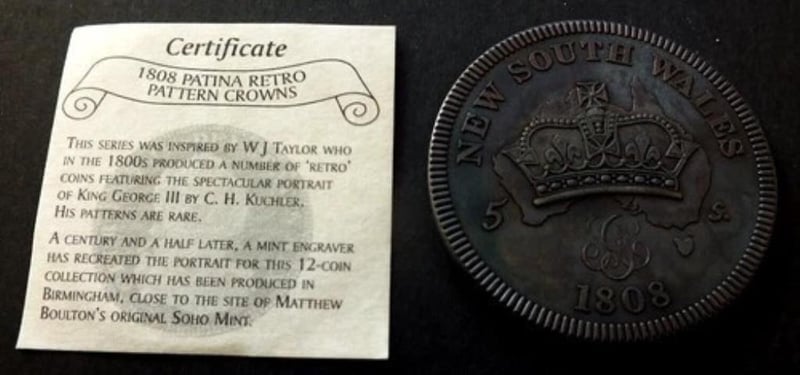 Certificate
1808 PATINA RETRO
PATTERN CROWNS
THIS SERIES WAS INSPIRED BY W J TAYLOR WHO
IN THE 1800S PRODUCED A NUMBER OF 'RETRO'
COINS FEATURING THE SPECTACULAR PORTRAIT
OF KING GEORGE III BY C. H. KUCHLER.
HIS PATTERNS ARE RARE.
A CENTURY AND A HALF LATER, A MINT ENGRAVER
HAS RECREATED THE PORTRAIT FOR THIS 12-COIN
COLLECTION WHICH HAS BEEN PRODUCED IN
BIRMINGHAM, CLOSE TO THE SITE OF MATTHEW
BOULTON'S ORIGINAL SOHO MINT.
NEW SOUTH WALES
5 S.
1808